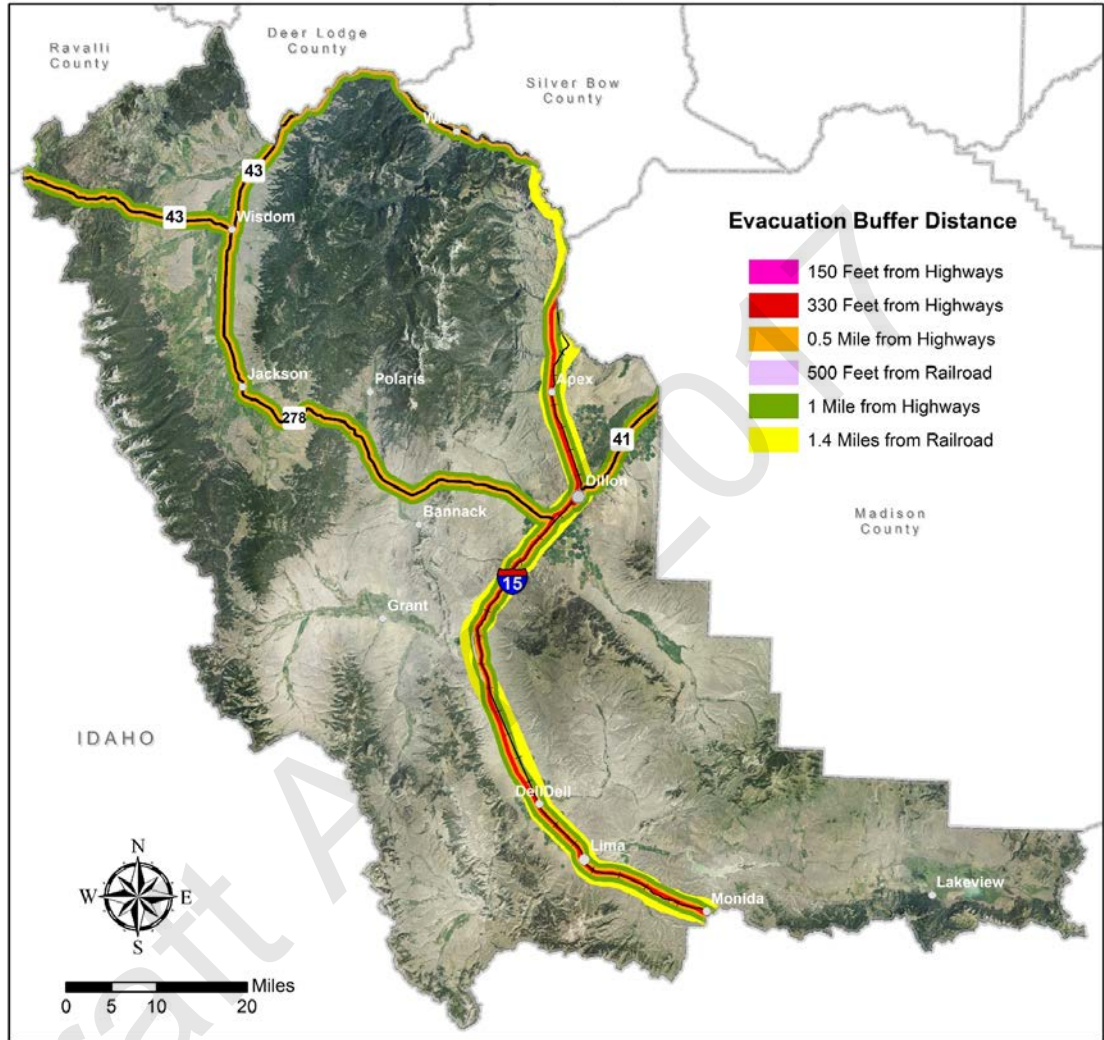 Ravalli
County
Deer Lodge
County
Silver Bow
County
43
43
Wisdom
Evacuation Buffer Distance
150 Feet from Highways
330 Feet from Highways
0.5 Mile from Highways
500 Feet from Railroad
1 Mile from Highways
1.4 Miles from Railroad
Jackson
Polaris
Apex
278
41
Dillon
Bannack
Madison
County
15
Grant
IDAHO
DellDell
Lima
Lakeview
Monida
N
W
E
S
Miles
0
5
10
20
2017